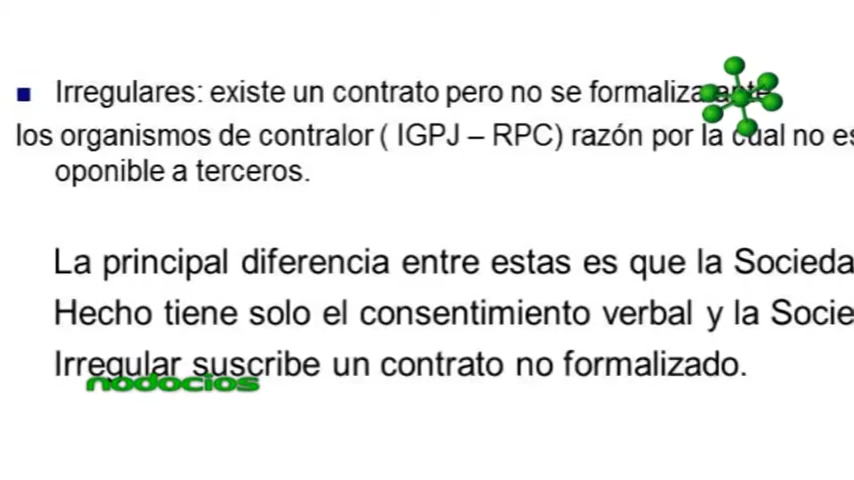 Irregulares: existe un contrato pero no se formaliza ante
los organismos de contralor ( IGPJ – RPC) razón por la cual no es
oponible a terceros.
La principal diferencia entre estas es que la Socieda
Hecho tiene solo el consentimiento verbal y la Socie
Irregular suscribe un contrato no formalizado.
nodocios